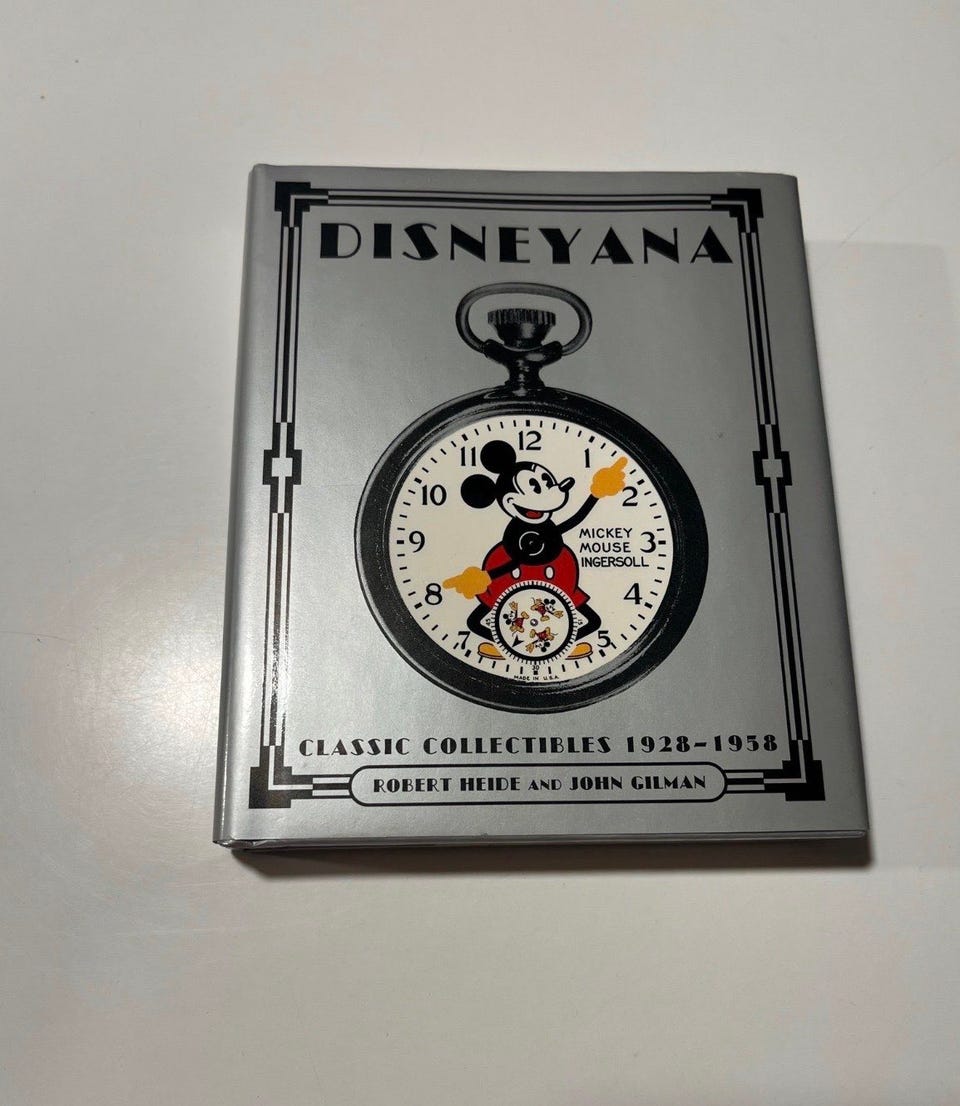 DISNEYANA
12
11 1
10 2
MICKEY
9 MOUSE 3
INGERSOLL
8 4
7 5
30
MADE IN U.S.A
CLASSIC COLLECTIBLES 1928–1958
ROBERT HEIDE AND JOHN GILMAN